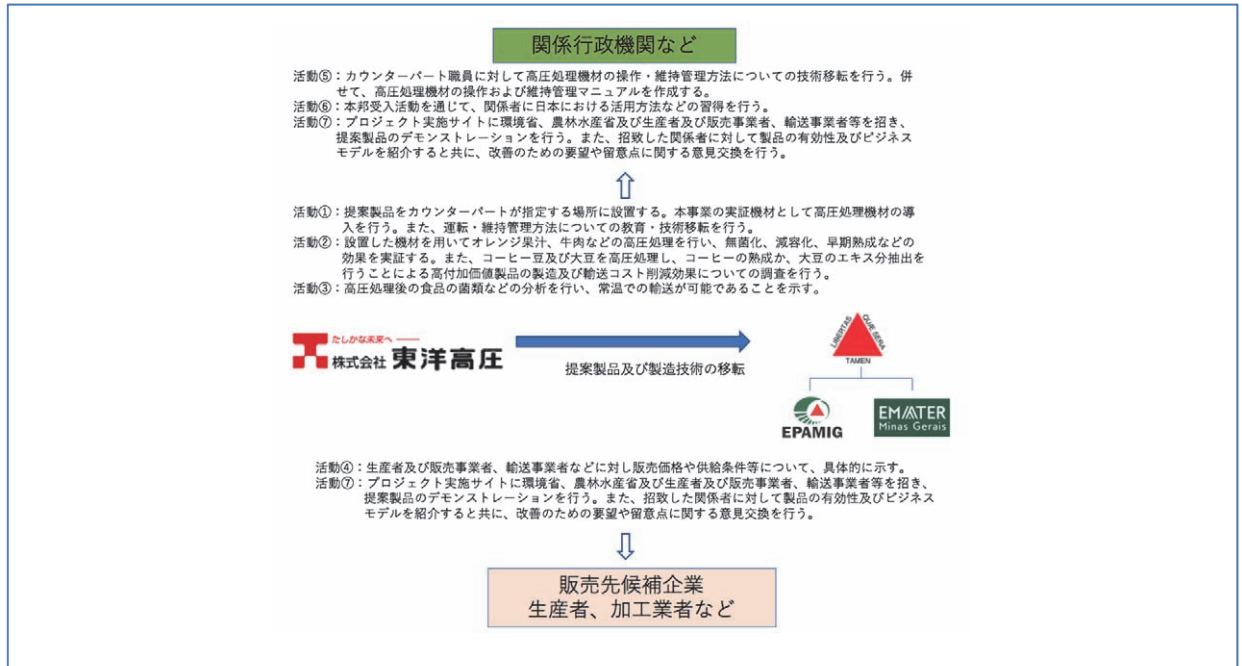 関係行政機関など
活動⑤：カウンターパート職員に対して高圧処理機材の操作・維持管理方法についての技術移転を行う。併
せて、高圧処理機材の操作および維持管理マニュアルを作成する。
活動⑥：本邦受入活動を通じて、関係者に日本における活用方法などの習得を行う。
活動⑦：プロジェクト実施サイトに環境省、農林水産省及び生産者及び販売事業者、輸送事業者等を招き、
提案製品のデモンストレーションを行う。また、招致した関係者に対して製品の有効性及びビジネス
モデルを紹介すると共に、改善のための要望や留意点に関する意見交換を行う。
活動①：提案製品をカウンターパートが指定する場所に設置する。本事業の実証機材として高圧処理機材の導
入を行う。また、運転・維持管理方法についての教育・技術移転を行う。
活動②：設置した機材を用いてオレンジ果汁、牛肉などの高圧処理を行い、無菌化、減容化、早期熟成などの
効果を実証する。また、コーヒー豆及び大豆を高圧処理し、コーヒーの熟成か、大豆のエキス分抽出を
行うことによる高付加価値製品の製造及び輸送コスト削減効果についての調査を行う。
活動③：高圧処理後の食品の菌類などの分析を行い、常温での輸送が可能であることを示す。
たしかな未来へ
株式会社 東洋高圧
提案製品及び製造技術の移転
LIBERTAS
QUÆ SERA
TAMEN
EPAMIG
EMATER
Minas Gerais
活動④：生産者及び販売事業者、輸送事業者などに対し販売価格や供給条件等について、具体的に示す。
活動⑦：プロジェクト実施サイトに環境省、農林水産省及び生産者及び販売事業者、輸送事業者等を招き、
提案製品のデモンストレーションを行う。また、招致した関係者に対して製品の有効性及びビジネス
モデルを紹介すると共に、改善のための要望や留意点に関する意見交換を行う。
販売先候補企業
生産者、加工業者など